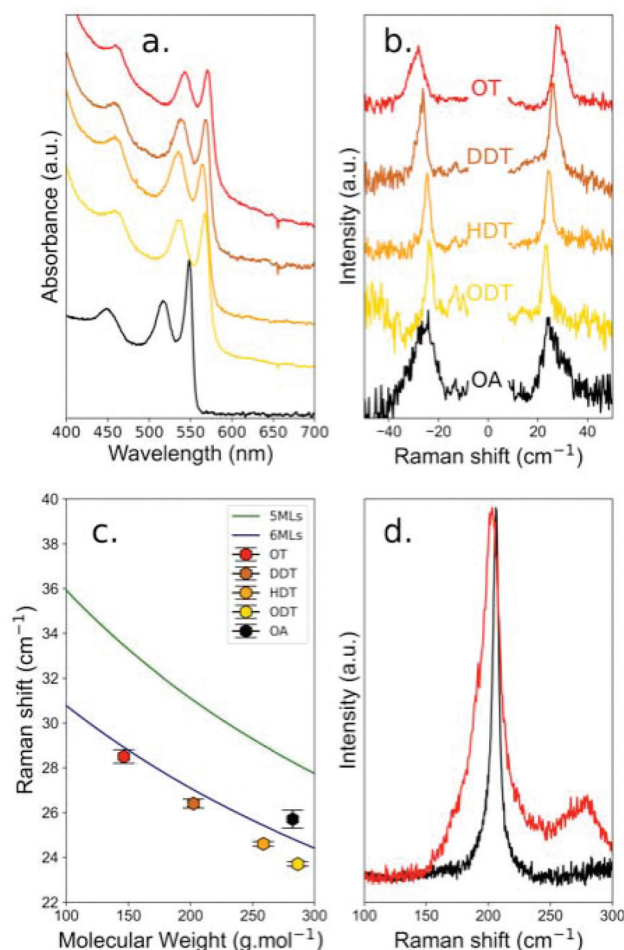 a.
Absorbance (a.u.)
400 450 500 550 600 650 700
Wavelength (nm)
b.
OT
DDT
HDT
ODT
OA
Intensity (a.u.)
−40 −20 0 20 40
Raman shift (cm⁻¹)
c.
5MLs
6MLs
OT
DDT
HDT
ODT
OA
Raman shift (cm⁻¹)
40
38
36
34
32
30
28
26
24
22
100 150 200 250 300
Molecular Weight (g.mol⁻¹)
d.
Intensity (a.u.)
100 150 200 250 300
Raman shift (cm⁻¹)